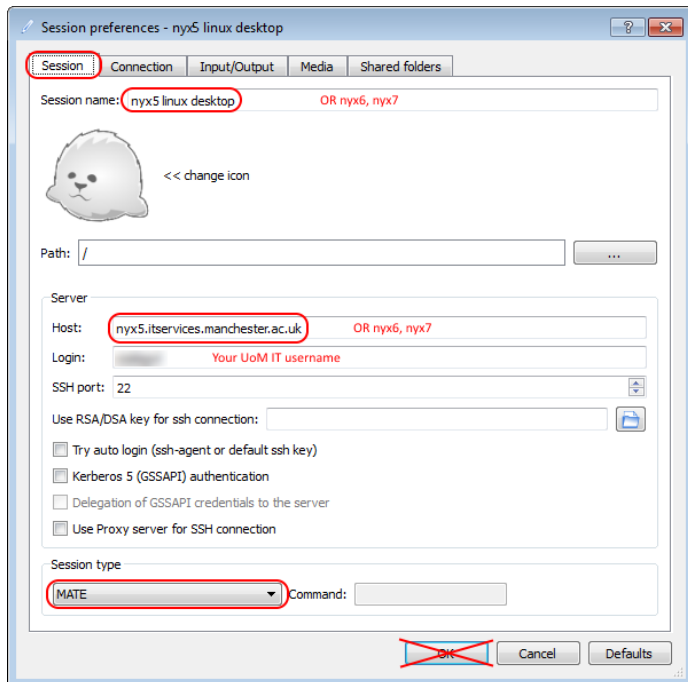 Session preferences - nyx5 linux desktop
Session Connection Input/Output Media Shared folders
Session name: nyx5 linux desktop OR nyx6, nyx7
<< change icon
Path: / ...
Server
Host: nyx5.itservices.manchester.ac.uk OR nyx6, nyx7
Login: Your UoM IT username
SSH port: 22
Use RSA/DSA key for ssh connection:
Try auto login (ssh-agent or default ssh key)
Kerberos 5 (GSSAPI) authentication
Delegation of GSSAPI credentials to the server
Use Proxy server for SSH connection
Session type
MATE Command:
OK Cancel Defaults